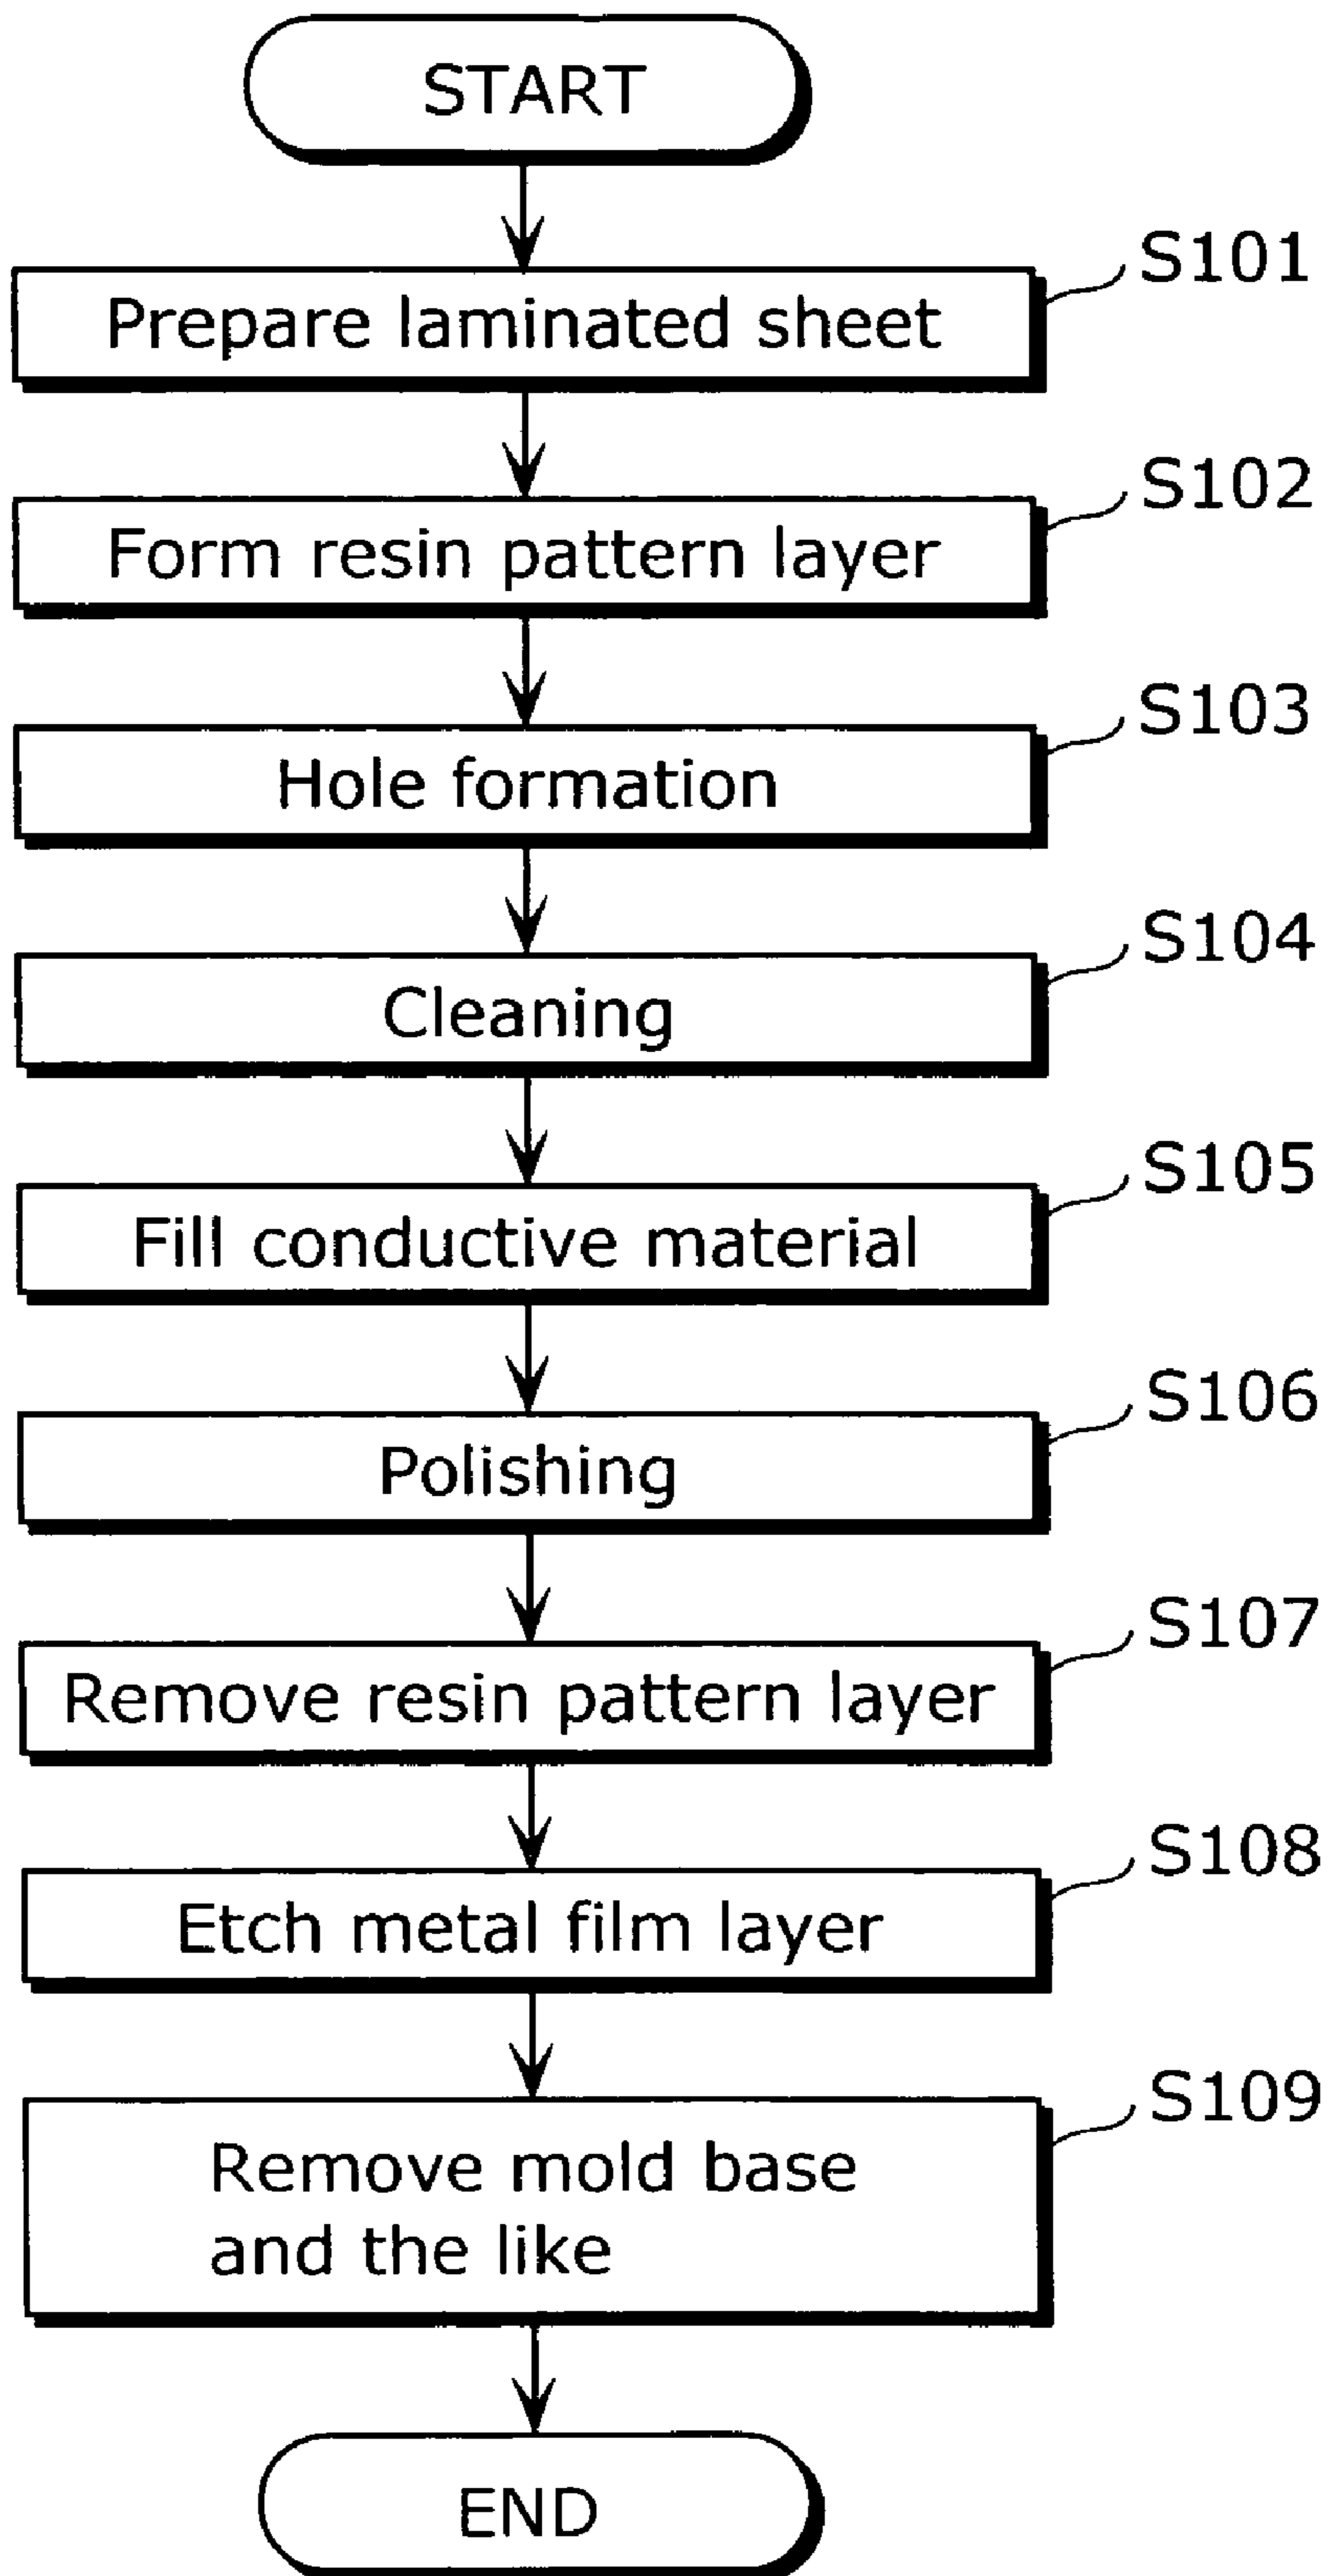 START
S101
Prepare laminated sheet
S102
Form resin pattern layer
S103
Hole formation
S104
Cleaning
S105
Fill conductive material
S106
Polishing
S107
Remove resin pattern layer
S108
Etch metal film layer
S109
Remove mold base
and the like
END